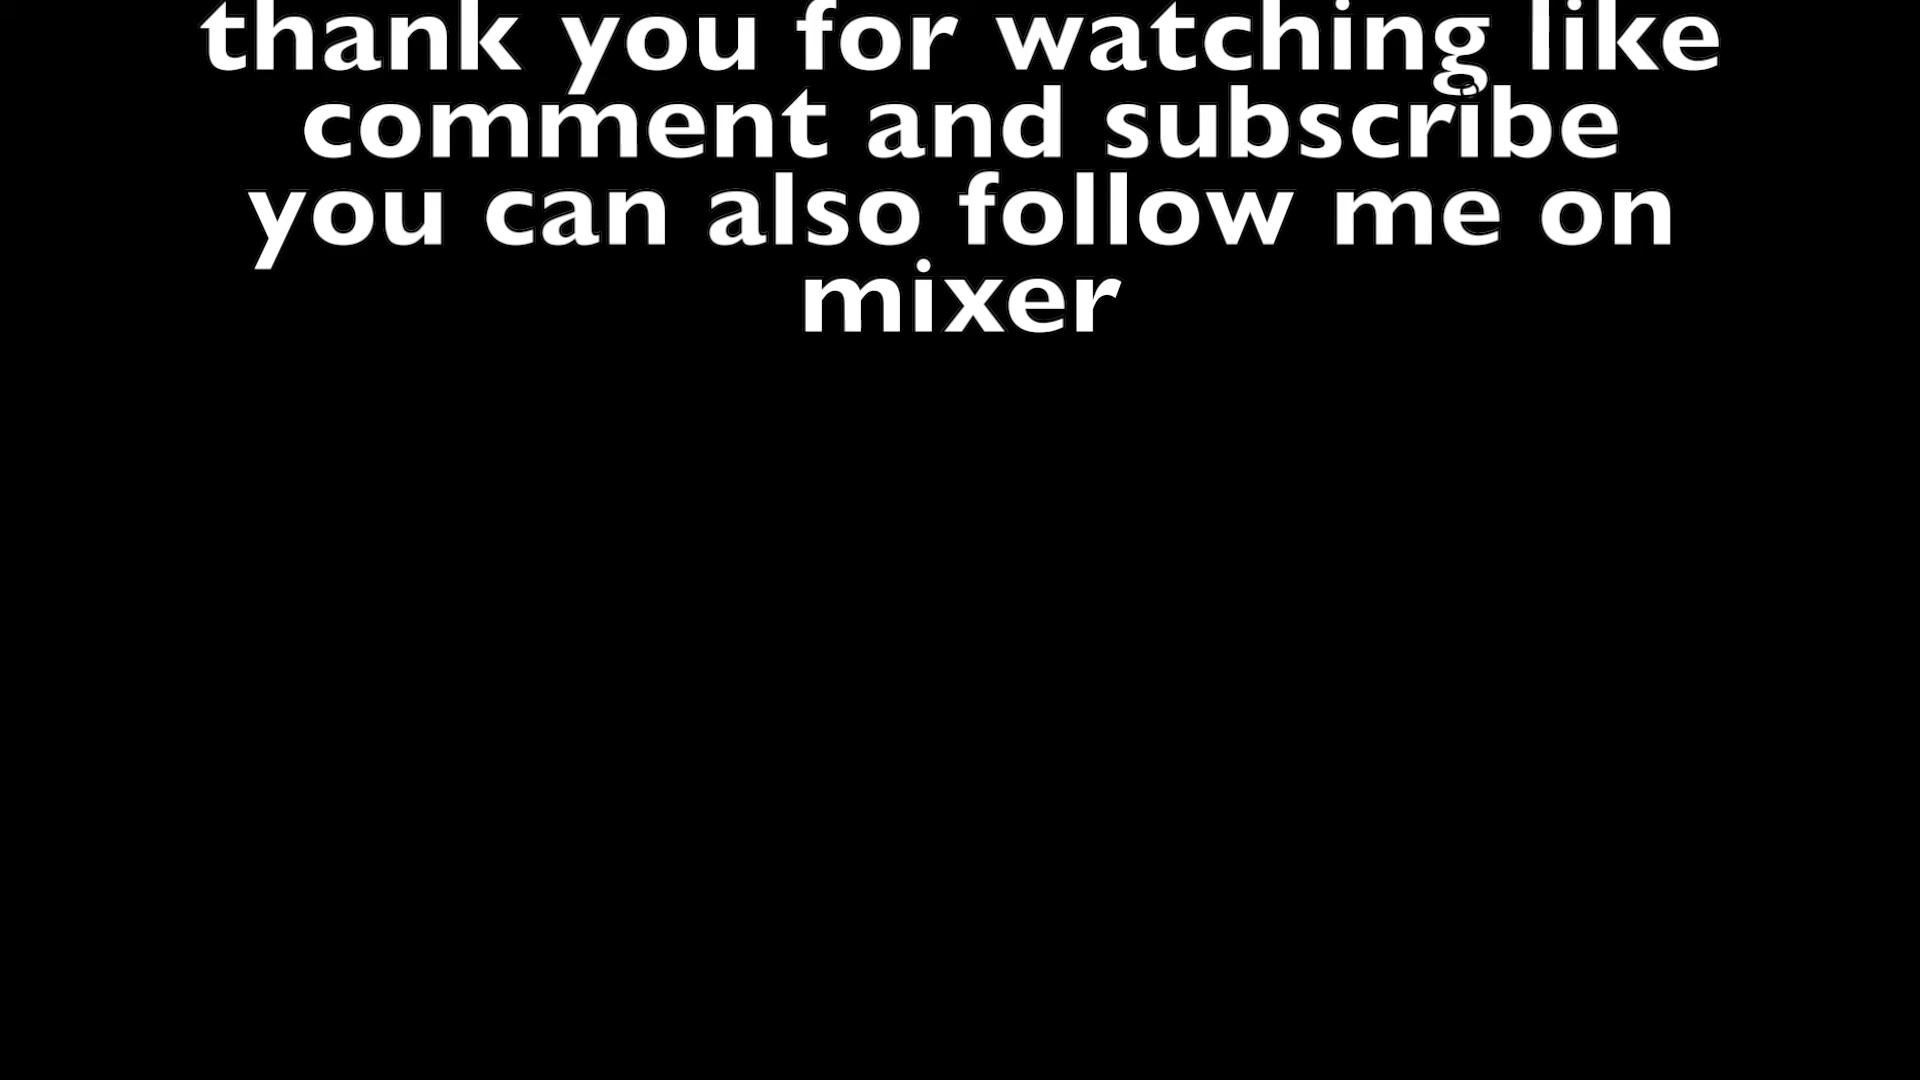 thank you for watching like
comment and subscribe
you can also follow me on
mixer